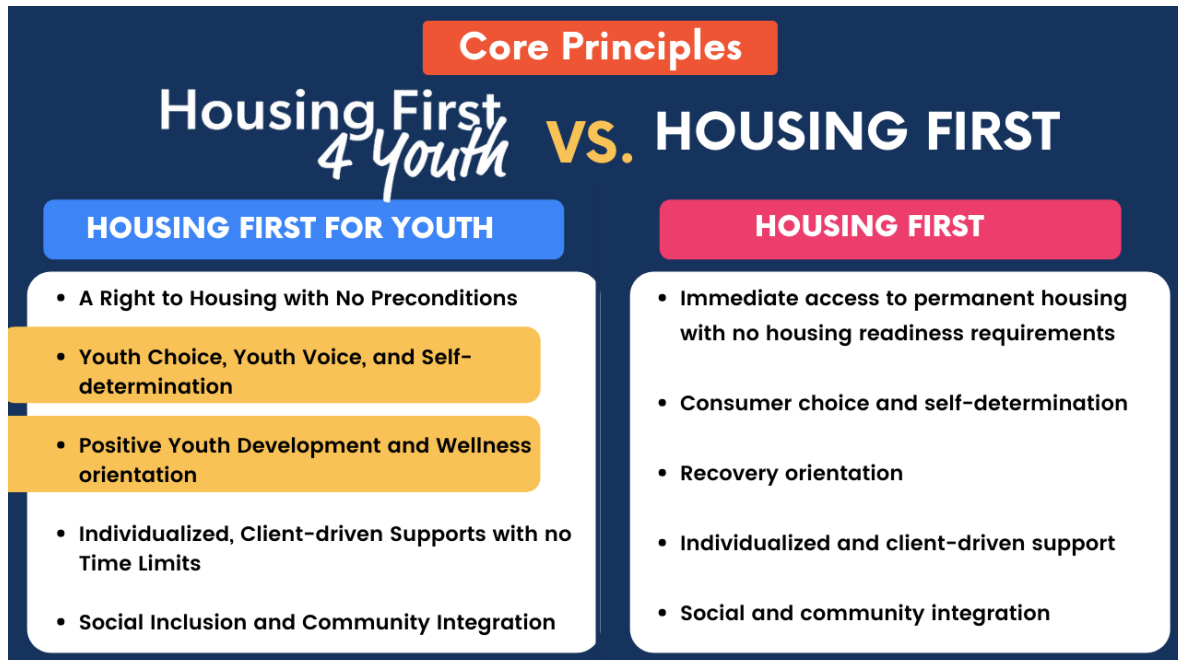 Core Principles
Housing First
4 Youth
VS.
HOUSING FIRST
HOUSING FIRST FOR YOUTH
• A Right to Housing with No Preconditions
• Youth Choice, Youth Voice, and Self-
determination
• Positive Youth Development and Wellness
orientation
• Individualized, Client-driven Supports with no
Time Limits
• Social Inclusion and Community Integration
HOUSING FIRST
• Immediate access to permanent housing
with no housing readiness requirements
• Consumer choice and self-determination
• Recovery orientation
• Individualized and client-driven support
• Social and community integration